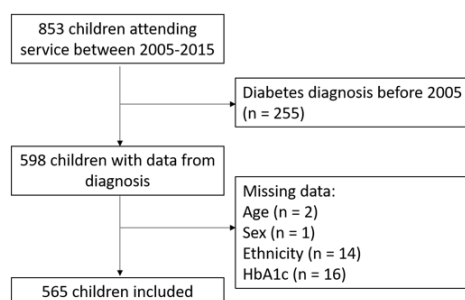 853 children attending
service between 2005-2015
Diabetes diagnosis before 2005
(n = 255)
598 children with data from
diagnosis
Missing data:
Age (n = 2)
Sex (n = 1)
Ethnicity (n = 14)
HbA1c (n = 16)
565 children included